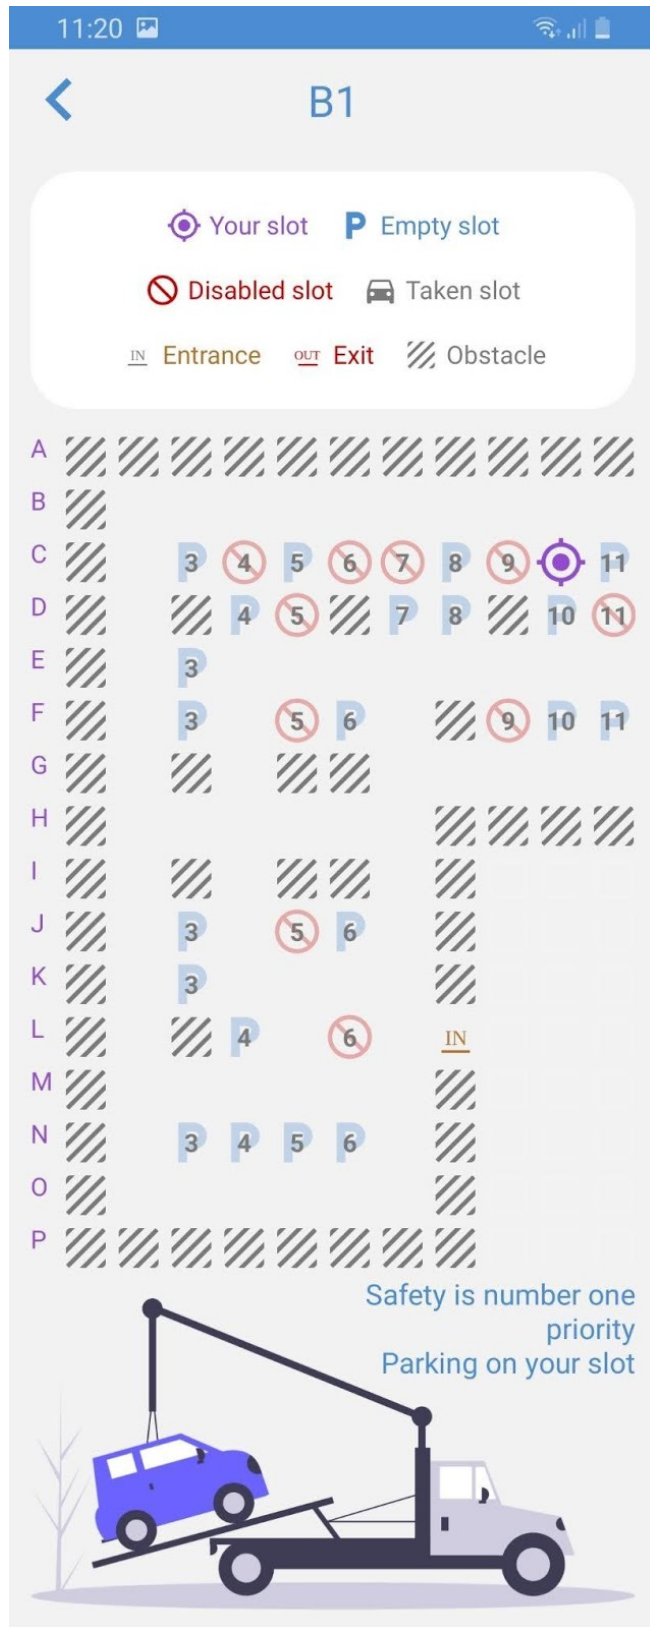 11:20
B1
Your slot Empty slot
Disabled slot Taken slot
IN Entrance OUT Exit Obstacle
A
B
C 3 4 5 6 7 8 9 11
D 4 5 7 8 10 11
E 3
F 3 5 6 9 10 11
G
H
I
J 3 5 6
K 3
L 4 6 IN
M
N 3 4 5 6
O
P
Safety is number one
priority
Parking on your slot